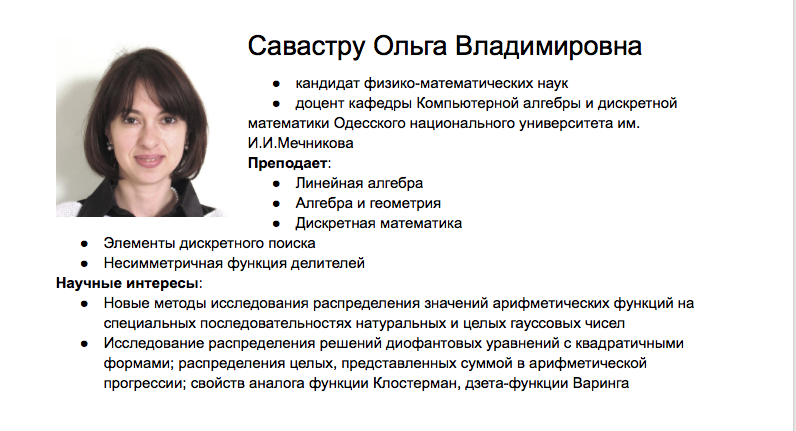 Савастру Ольга Владимировна
● кандидат физико-математических наук
● доцент кафедры Компьютерной алгебры и дискретной
математики Одесского национального университета им.
И.И.Мечникова
Преподает:
● Линейная алгебра
● Алгебра и геометрия
● Дискретная математика
● Элементы дискретного поиска
● Несимметричная функция делителей
Научные интересы:
● Новые методы исследования распределения значений арифметических функций на
специальных последовательностях натуральных и целых гауссовых чисел
● Исследование распределения решений диофантовых уравнений с квадратичными
формами; распределения целых, представленных суммой в арифметической
прогрессии; свойств аналога функции Клостерман, дзета-функции Варинга